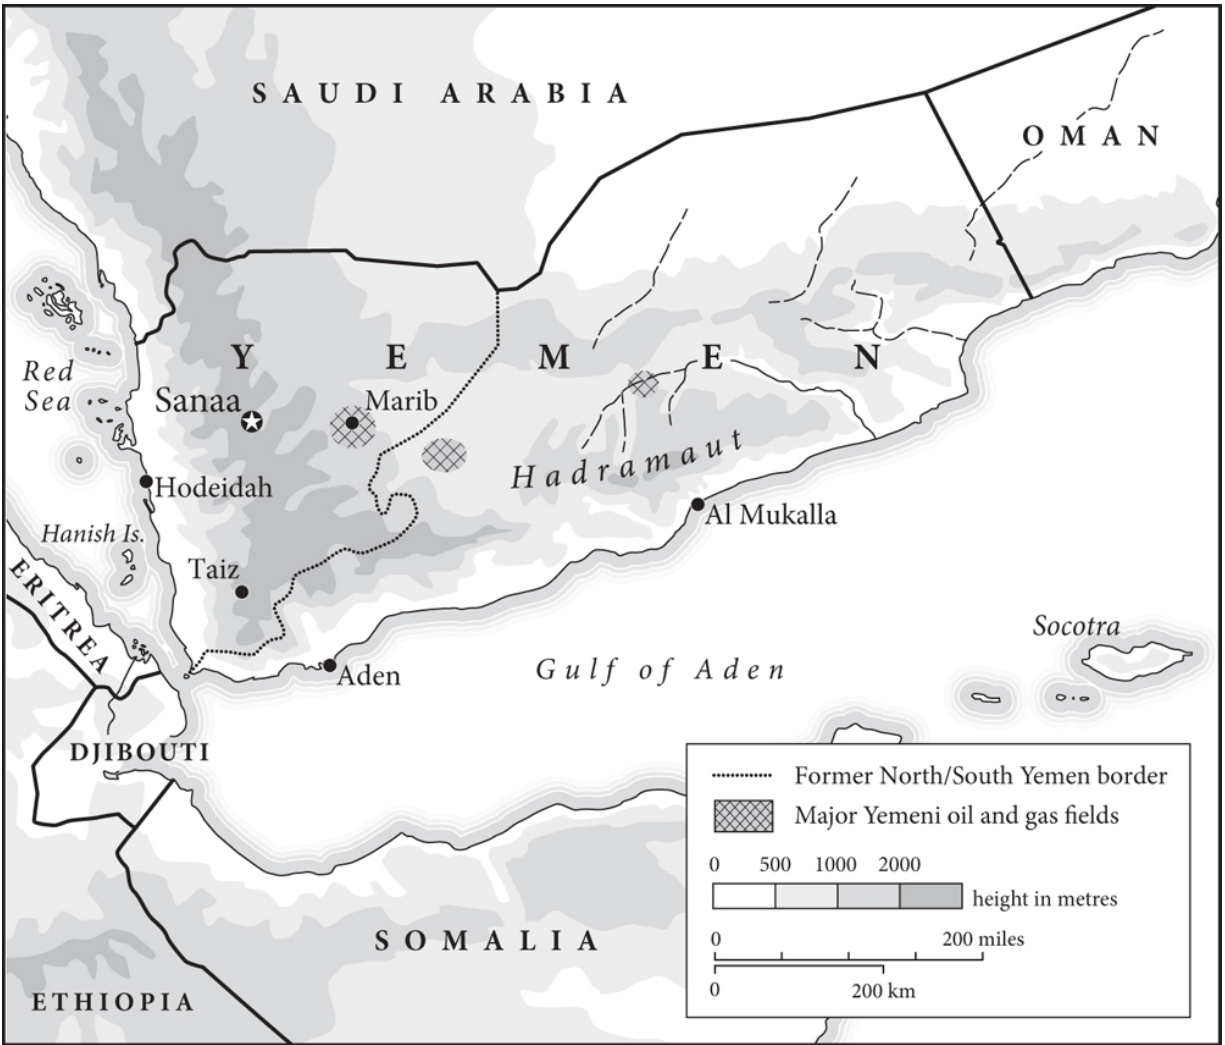 SAUDI ARABIA
OMAN
YEMEN
Red
Sea
Sanaa
Marib
Hadramaut
Hodeidah
Al Mukalla
Hanish Is.
Taiz
ERITREA
Socotra
Aden
Gulf of Aden
DJIBOUTI
Former North/South Yemen border
Major Yemeni oil and gas fields
0 500 1000 2000
height in metres
0 200 miles
0 200 km
SOMALIA
ETHIOPIA